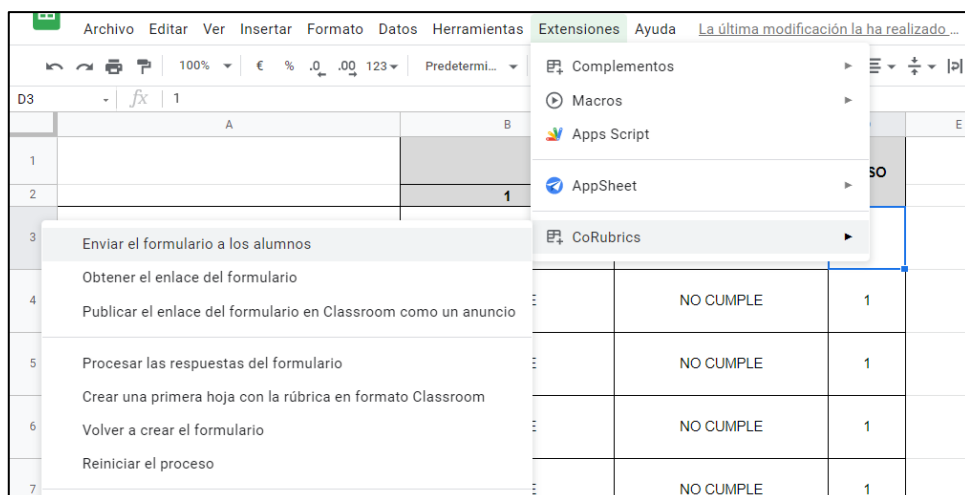 Archivo Editar Ver Insertar Formato Datos Herramientas Extensiones Ayuda La última modificación la ha realizado ...
100% € % .0 .00 123 Predetermi...
D3 fx 1
A B E
1 SO
2 1
3
4 NO CUMPLE 1
5 NO CUMPLE 1
6 NO CUMPLE 1
7 NO CUMPLE 1
Complementos
Macros
Apps Script
AppSheet
CoRubrics
Enviar el formulario a los alumnos
Obtener el enlace del formulario
Publicar el enlace del formulario en Classroom como un anuncio
Procesar las respuestas del formulario
Crear una primera hoja con la rúbrica en formato Classroom
Volver a crear el formulario
Reiniciar el proceso